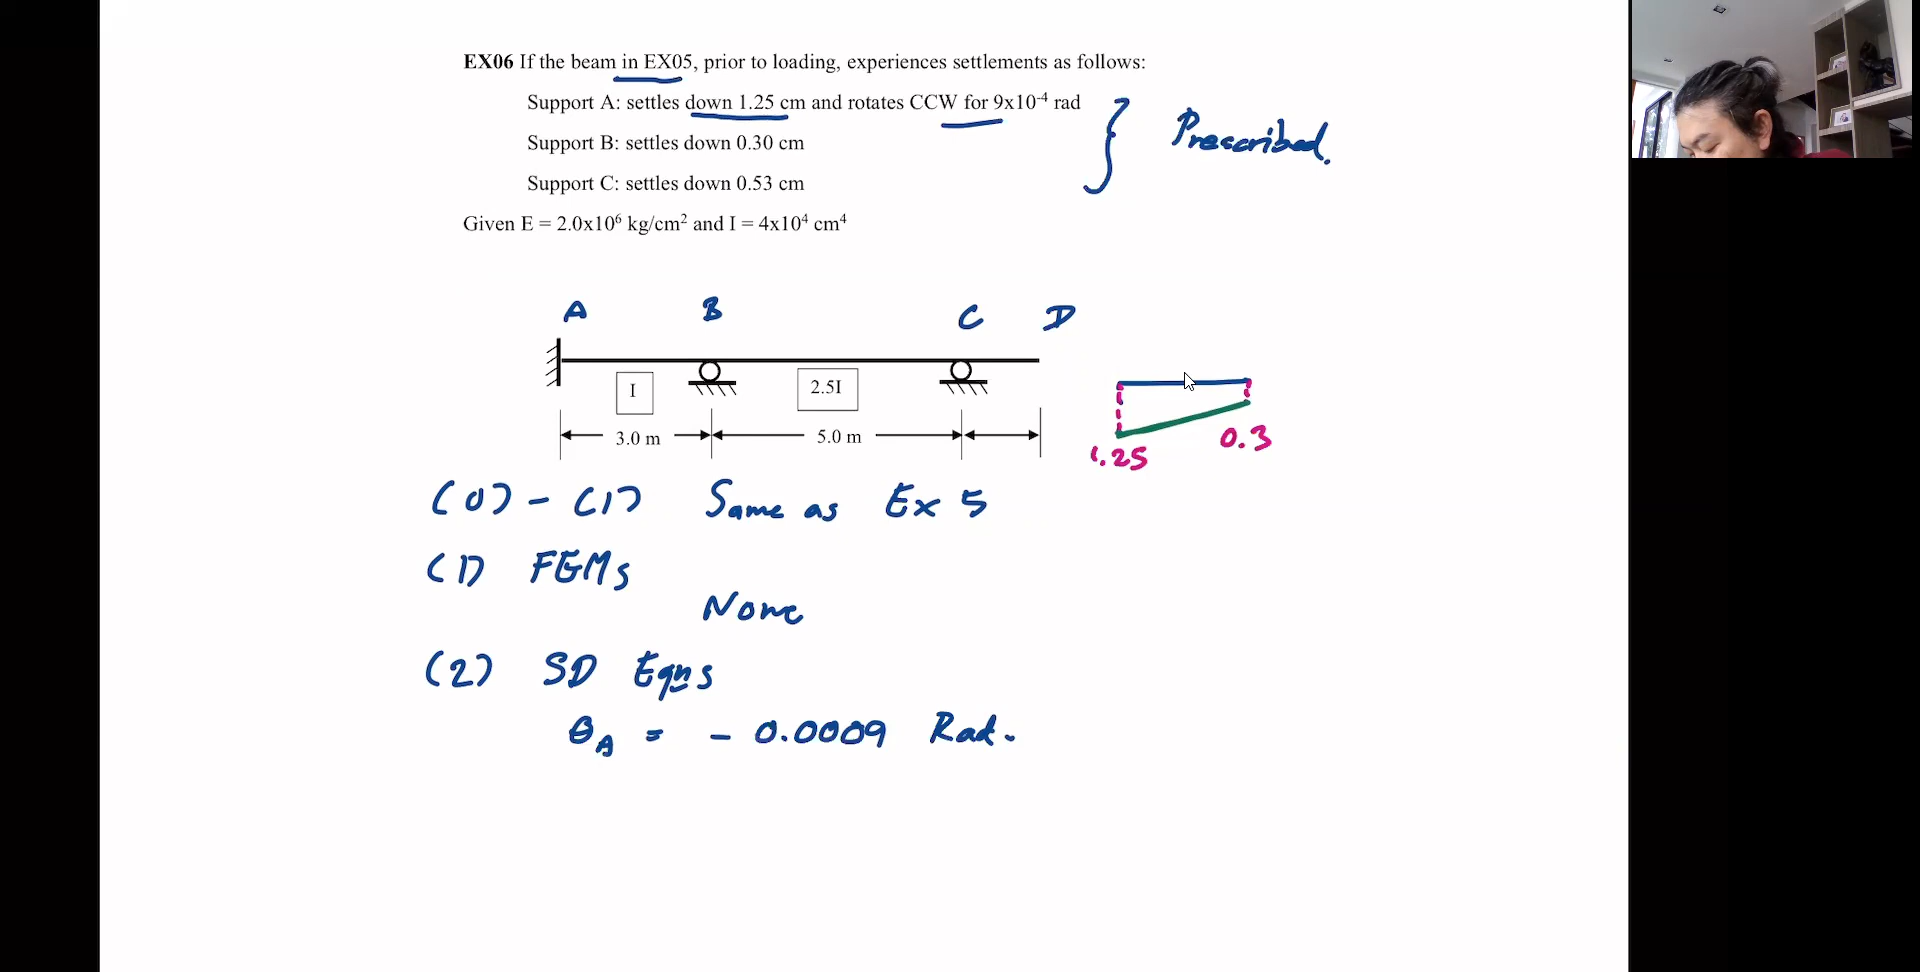 EX06 If the beam in EX05, prior to loading, experiences settlements as follows:
Support A: settles down 1.25 cm and rotates CCW for 9x10⁻⁴ rad
Support B: settles down 0.30 cm
Support C: settles down 0.53 cm
Prescribed.
Given E = 2.0x10⁶ kg/cm² and I = 4x10⁴ cm⁴
A B C D
I 2.5I
3.0 m 5.0 m
1.25 0.3
(0) - (1) Same as Ex 5
(1) FEMs
None
(2) SD Eqns
θA = - 0.0009 Rad.